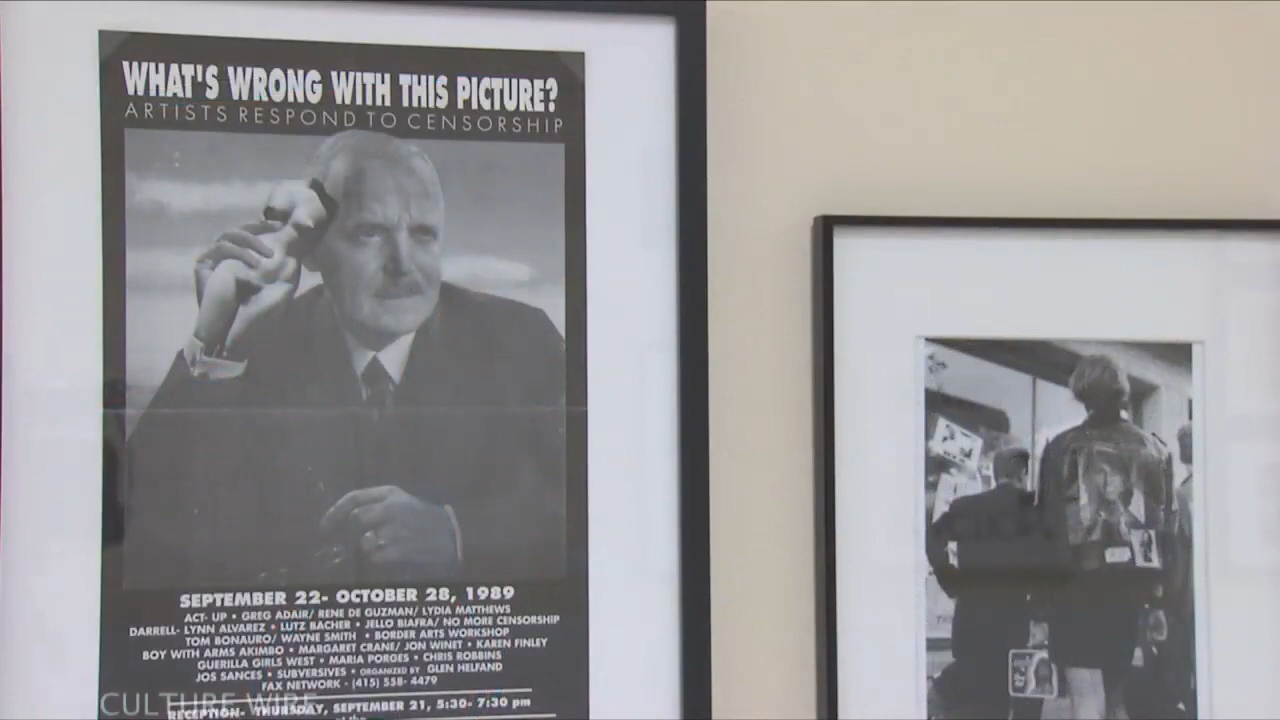 WHAT'S WRONG WITH THIS PICTURE?
ARTISTS RESPOND TO CENSORSHIP
SEPTEMBER 22- OCTOBER 28, 1989
ACT- UP • GREG ADAIR/ RENE DE GUZMAN/ LYDIA MATTHEWS
DARRELL- LYNN ALVAREZ • LUTZ BACHER • JELLO BIAFRA/ NO MORE CENSORSHIP
TOM BONAURO/ WAYNE SMITH • BORDER ARTS WORKSHOP
BOY WITH ARMS AKIMBO • MARGARET CRANE/ JON WINET • KAREN FINLEY
GUERILLA GIRLS WEST • MARIA PORGES • CHRIS ROBBINS
JOS SANCES • SUBVERSIVES • ORGANIZED BY GLEN HELFAND
FAX NETWORK - (415) 558- 4479
CULTURE WIRE
RECEPTION- THURSDAY, SEPTEMBER 21, 5:30- 7:30 pm
at the